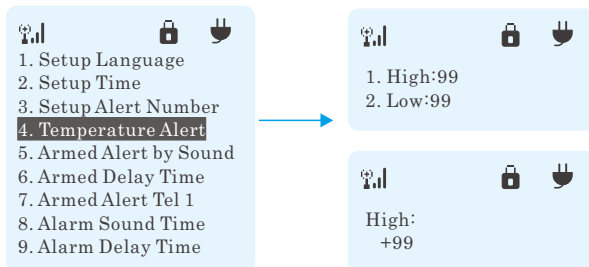 1. Setup Language
2. Setup Time
3. Setup Alert Number
4. Temperature Alert
5. Armed Alert by Sound
6. Armed Delay Time
7. Armed Alert Tel 1
8. Alarm Sound Time
9. Alarm Delay Time
1. High:99
2. Low:99
High:
+99